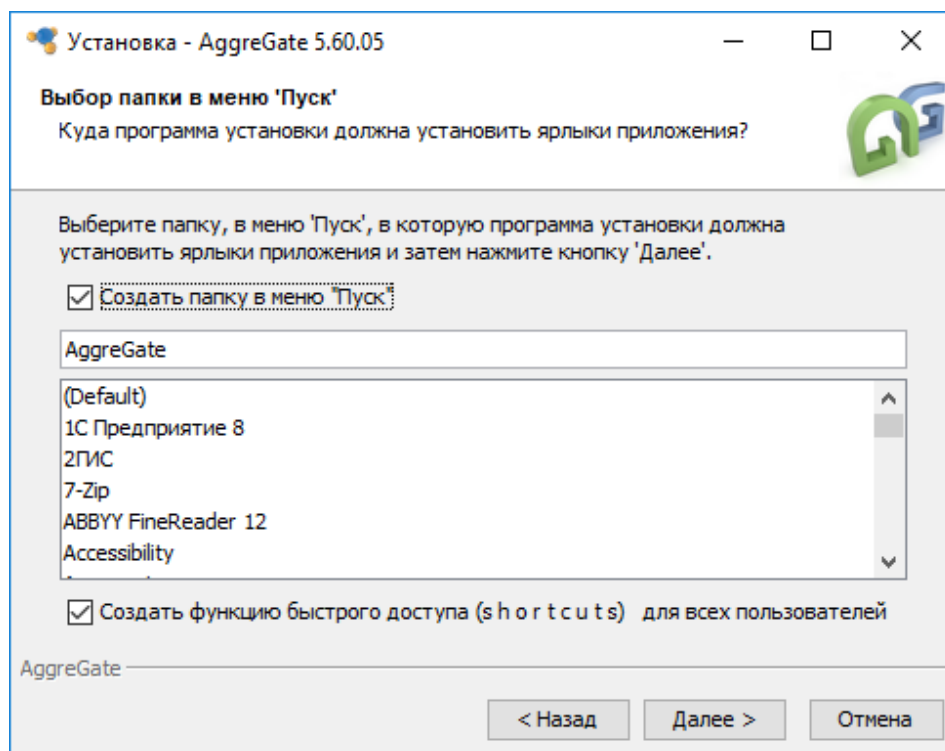 Установка - AggreGate 5.60.05
Выбор папки в меню 'Пуск'
Куда программа установки должна установить ярлыки приложения?
Выберите папку, в меню 'Пуск', в которую программа установки должна
установить ярлыки приложения и затем нажмите кнопку 'Далее'.
Создать папку в меню "Пуск"
AggreGate
(Default)
1С Предприятие 8
2ГИС
7-Zip
ABBYY FineReader 12
Accessibility
Создать функцию быстрого доступа (s h o r t c u t s) для всех пользователей
AggreGate
< Назад
Далее >
Отмена